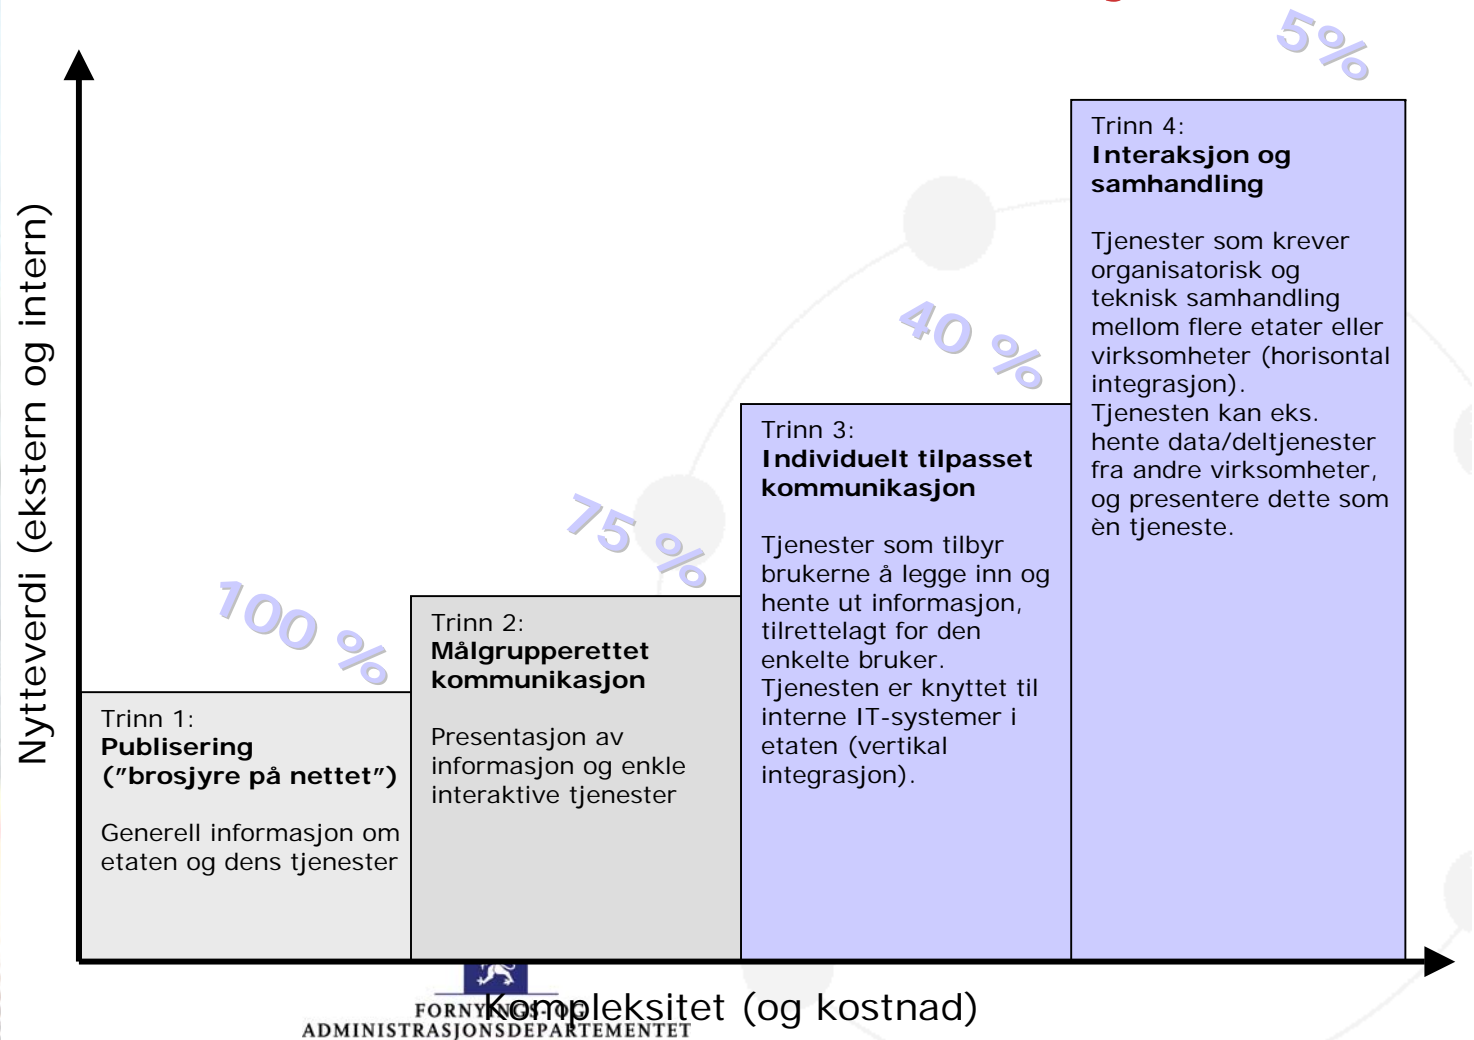 5%
Trinn 4:
Interaksjon og
samhandling
Tjenester som krever
organisatorisk og
teknisk samhandling
mellom flere etater eller
virksomheter (horisontal
integrasjon).
Tjenesten kan eks.
hente data/deltjenester
fra andre virksomheter,
og presentere dette som
èn tjeneste.
40 %
Trinn 3:
Individuelt tilpasset
kommunikasjon
Tjenester som tilbyr
brukerne å legge inn og
hente ut informasjon,
tilrettelagt for den
enkelte bruker.
Tjenesten er knyttet til
interne IT-systemer i
etaten (vertikal
integrasjon).
75 %
Trinn 2:
Målgrupperettet
kommunikasjon
Presentasjon av
informasjon og enkle
interaktive tjenester
100 %
Trinn 1:
Publisering
(”brosjyre på nettet”)
Generell informasjon om
etaten og dens tjenester
Nytteverdi (ekstern og intern)
Kompleksitet (og kostnad)
FORNYINGS- OG
ADMINISTRASJONSDEPARTEMENTET